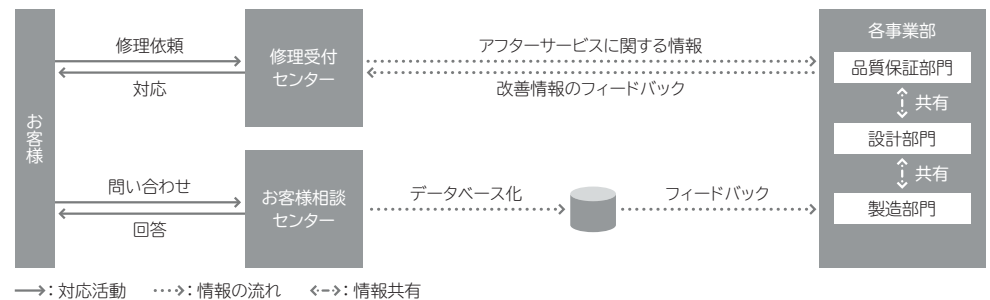 お客様
修理依頼
対応
修理受付
センター
アフターサービスに関する情報
改善情報のフィードバック
各事業部
品質保証部門
共有
設計部門
共有
製造部門
問い合わせ
回答
お客様相談
センター
データベース化
フィードバック
：対応活動　：情報の流れ　：情報共有